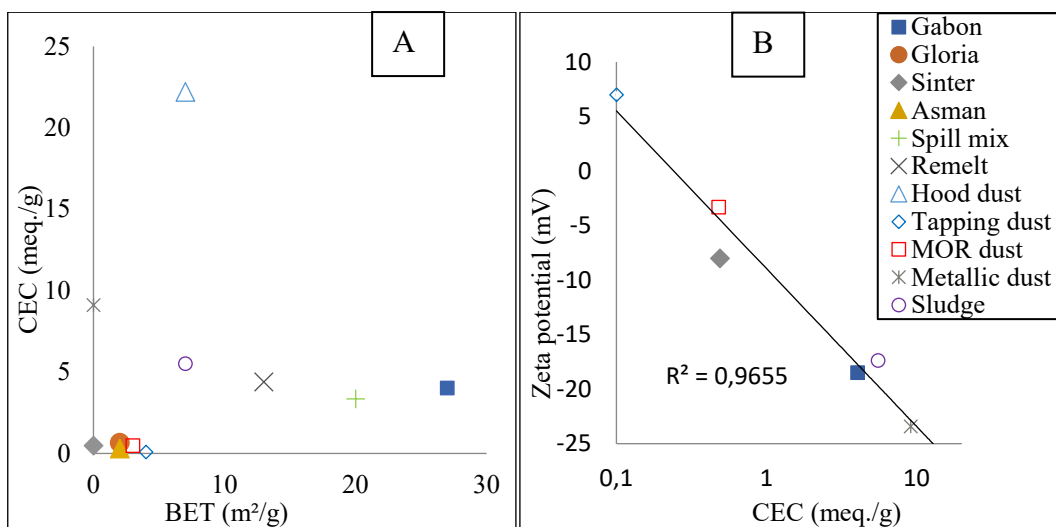 A
25
20
15
10
5
0
0
10
20
30
CEC (meq./g)
BET (m²/g)
B
10
5
0
-5
-10
-15
-20
-25
0,1
1
10
Zeta potential (mV)
CEC (meq./g)
R² = 0,9655
Gabon
Gloria
Sinter
Asman
Spill mix
Remelt
Hood dust
Tapping dust
MOR dust
Metallic dust
Sludge